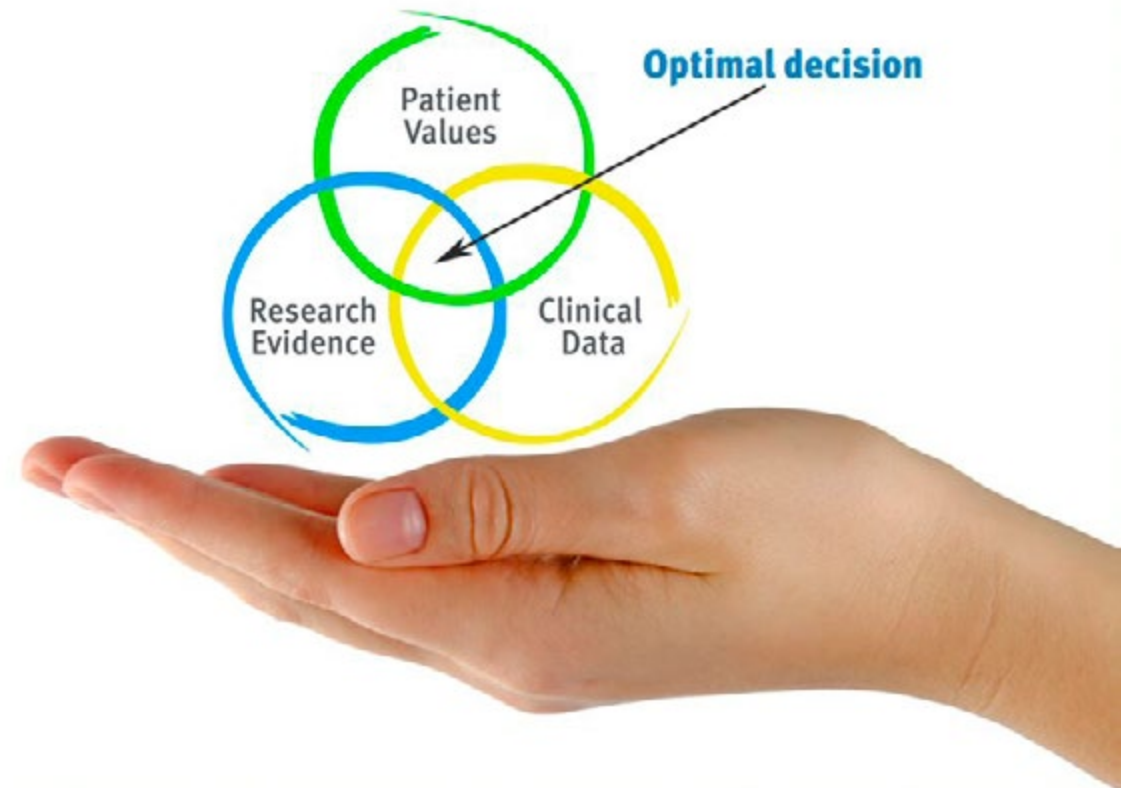 Optimal decision
Patient
Values
Research
Evidence
Clinical
Data